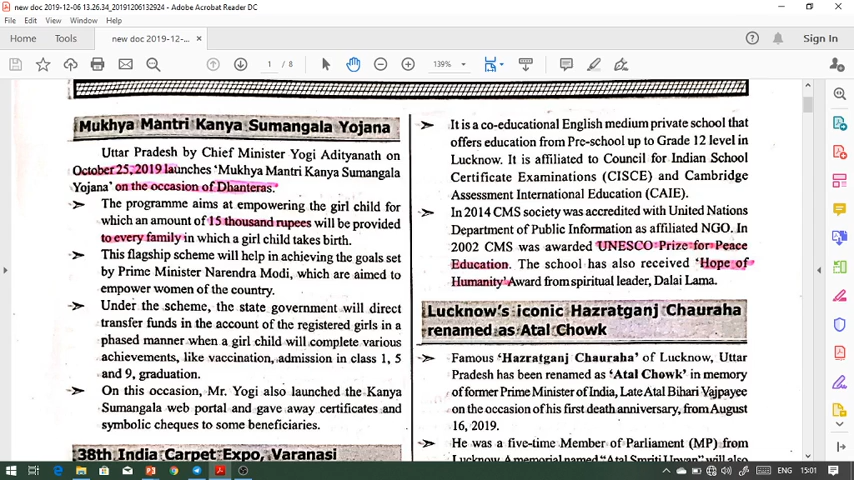 new doc 2019-12-06 13.26.34_20191206132924 - Adobe Acrobat Reader DC
File Edit View Window Help
Home Tools new doc 2019-12-... × Sign In
1 / 8 139%
Mukhya Mantri Kanya Sumangala Yojana
Uttar Pradesh by Chief Minister Yogi Adityanath on
October 25, 2019 launches 'Mukhya Mantri Kanya Sumangala
Yojana' on the occasion of Dhanteras.
The programme aims at empowering the girl child for
which an amount of 15 thousand rupees will be provided
to every family in which a girl child takes birth.
This flagship scheme will help in achieving the goals set
by Prime Minister Narendra Modi, which are aimed to
empower women of the country.
Under the scheme, the state government will direct
transfer funds in the account of the registered girls in a
phased manner when a girl child will complete various
achievements, like vaccination, admission in class 1, 5
and 9, graduation.
On this occasion, Mr. Yogi also launched the Kanya
Sumangala web portal and gave away certificates and
symbolic cheques to some beneficiaries.
38th India Carpet Expo, Varanasi
It is a co-educational English medium private school that
offers education from Pre-school up to Grade 12 level in
Lucknow. It is affiliated to Council for Indian School
Certificate Examinations (CISCE) and Cambridge
Assessment International Education (CAIE).
In 2014 CMS society was accredited with United Nations
Department of Public Information as affiliated NGO. In
2002 CMS was awarded UNESCO Prize for Peace
Education. The school has also received 'Hope of
Humanity' Award from spiritual leader, Dalai Lama.
Lucknow's iconic Hazratganj Chauraha
renamed as Atal Chowk
Famous 'Hazratganj Chauraha' of Lucknow, Uttar
Pradesh has been renamed as 'Atal Chowk' in memory
of former Prime Minister of India, Late Atal Bihari Vajpayee
on the occasion of his first death anniversary, from August
16, 2019.
He was a five-time Member of Parliament (MP) from
Lucknow. A memorial named "Atal Smriti Upvan" will also
ENG 15:01